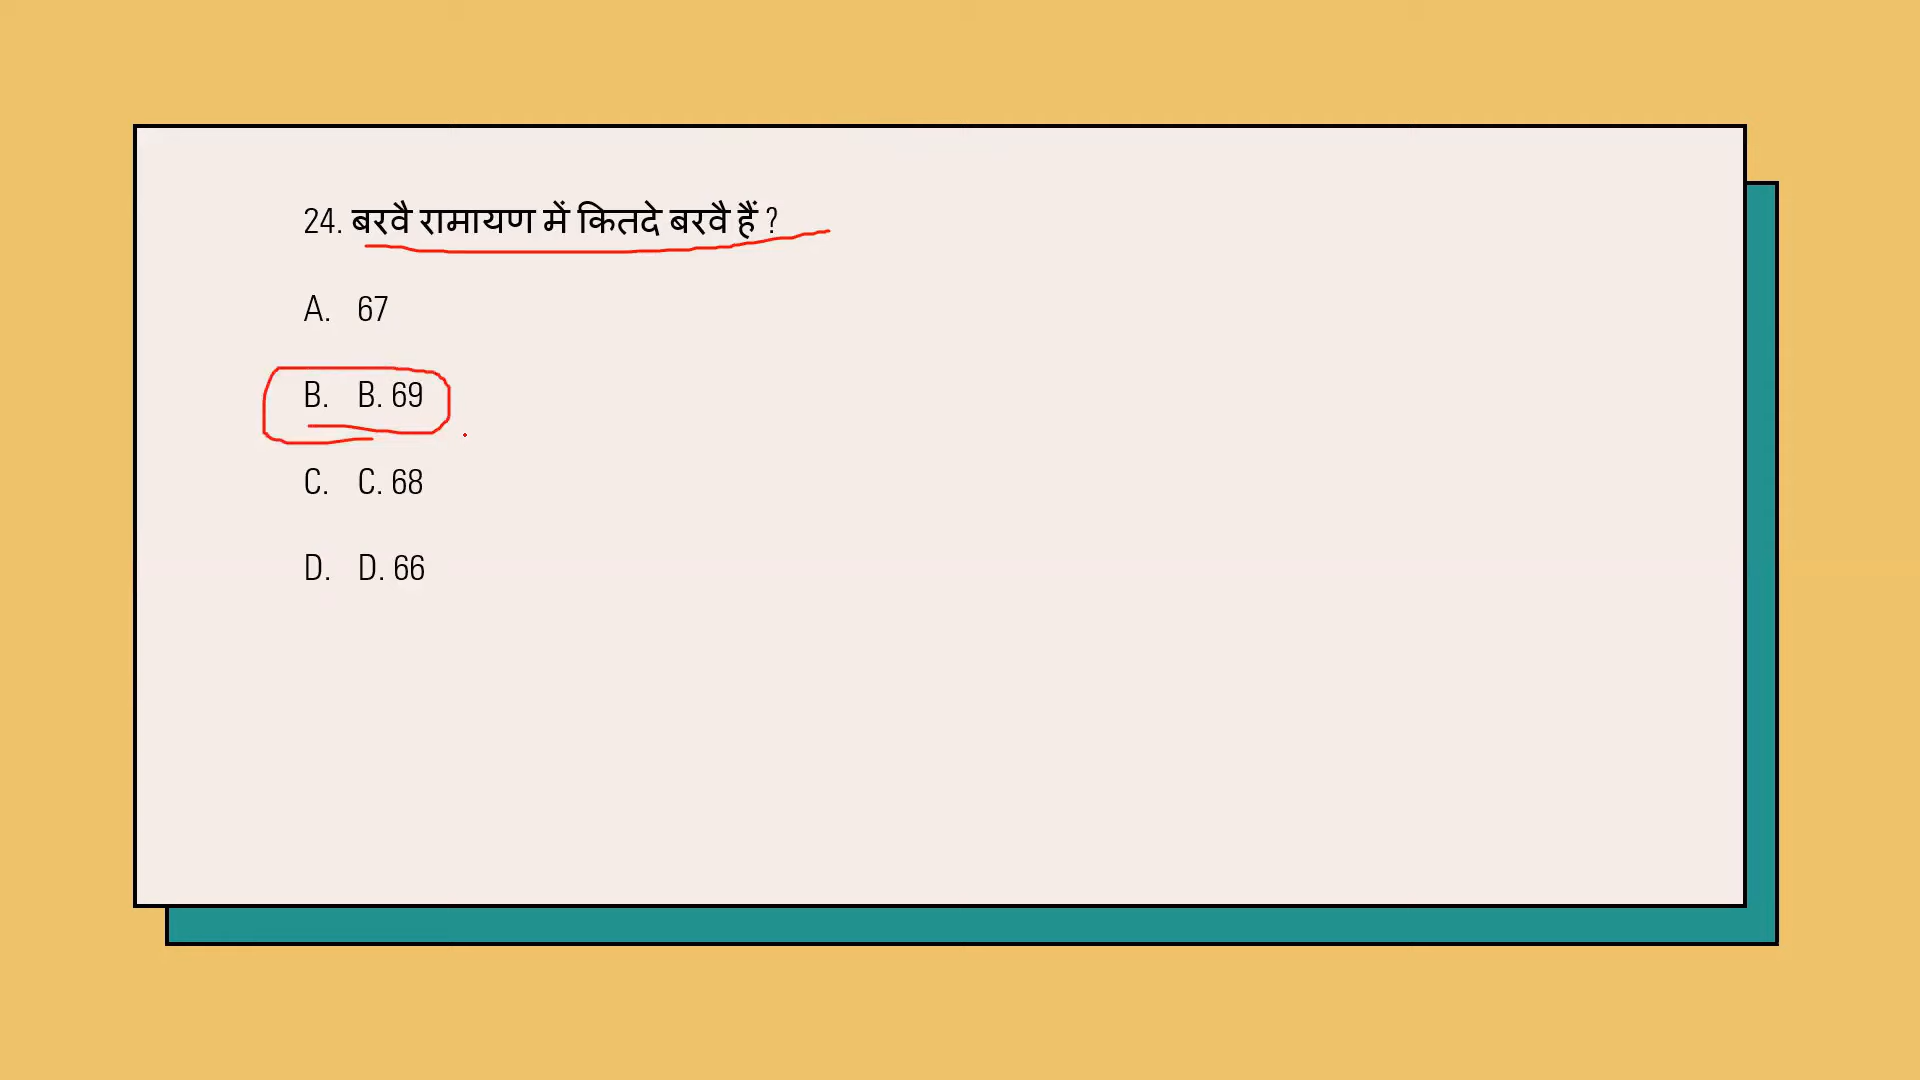 24. बरवै रामायण में कितदे बरवै हैं ?
A. 67
B. B. 69
C. C. 68
D. D. 66